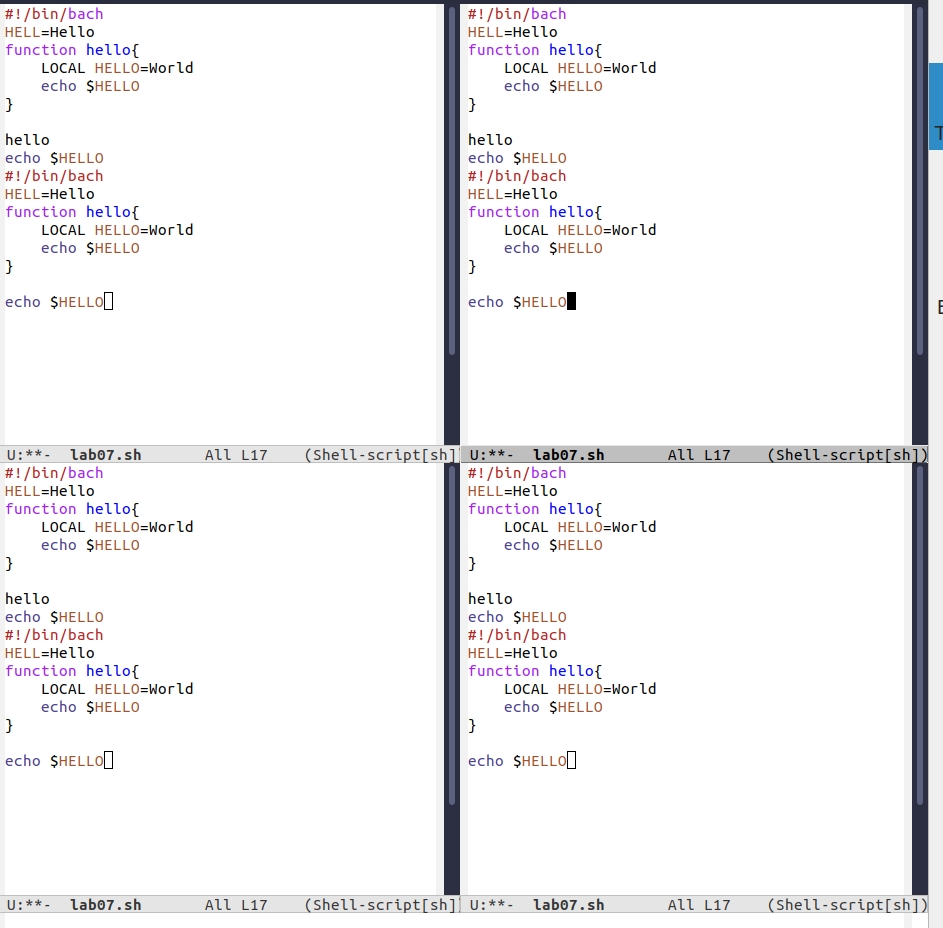 #!/bin/bach
HELL=Hello
function hello{
    LOCAL HELLO=World
    echo $HELLO
}
hello
echo $HELLO
#!/bin/bach
HELL=Hello
function hello{
    LOCAL HELLO=World
    echo $HELLO
}
echo $HELLO
U:**-  lab07.sh       All L17    (Shell-script[sh])
#!/bin/bach
HELL=Hello
function hello{
    LOCAL HELLO=World
    echo $HELLO
}
hello
echo $HELLO
#!/bin/bach
HELL=Hello
function hello{
    LOCAL HELLO=World
    echo $HELLO
}
echo $HELLO
U:**-  lab07.sh       All L17    (Shell-script[sh])
#!/bin/bach
HELL=Hello
function hello{
    LOCAL HELLO=World
    echo $HELLO
}
hello
echo $HELLO
#!/bin/bach
HELL=Hello
function hello{
    LOCAL HELLO=World
    echo $HELLO
}
echo $HELLO
U:**-  lab07.sh       All L17    (Shell-script[sh])
#!/bin/bach
HELL=Hello
function hello{
    LOCAL HELLO=World
    echo $HELLO
}
hello
echo $HELLO
#!/bin/bach
HELL=Hello
function hello{
    LOCAL HELLO=World
    echo $HELLO
}
echo $HELLO
U:**-  lab07.sh       All L17    (Shell-script[sh])